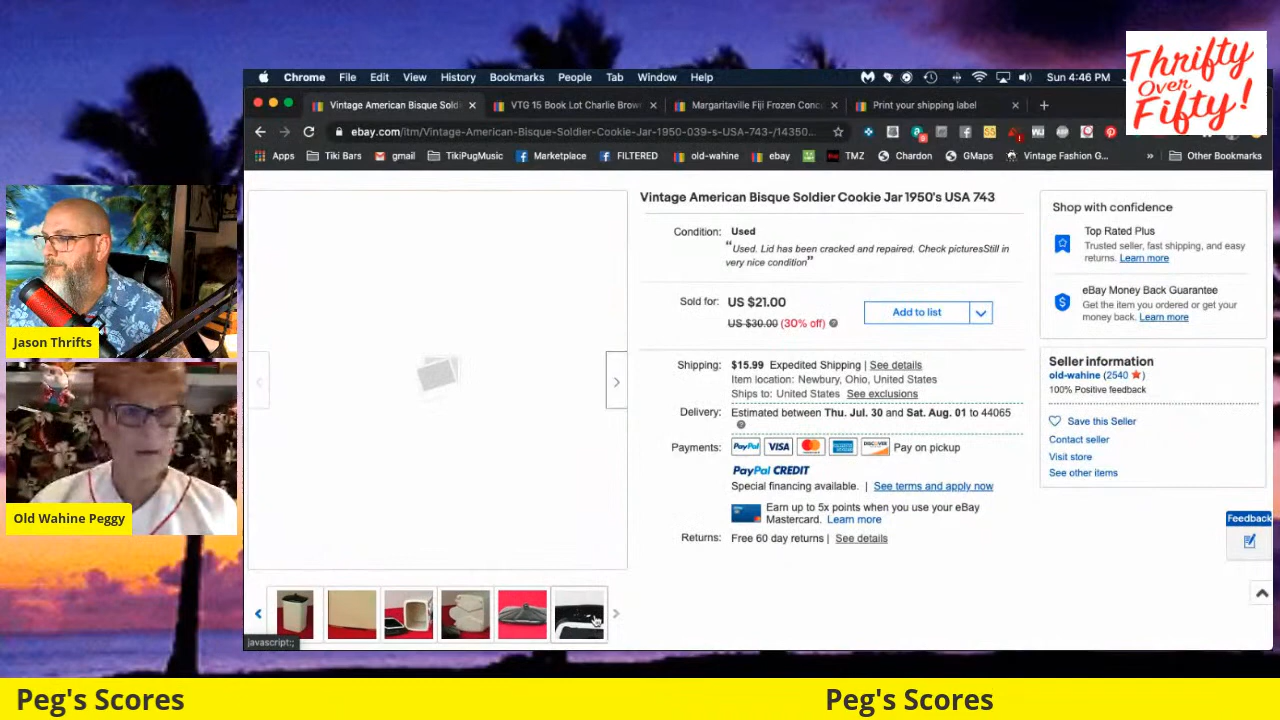 Thrifty
Over
Fifty!
Chrome File Edit View History Bookmarks People Tab Window Help
Sun 4:46 PM
Vintage American Bisque Sold
VTG 15 Book Lot Charlie Brow
Margaritaville Fiji Frozen Conc
Print your shipping label
ebay.com/itm/Vintage-American-Bisque-Soldier-Cookie-Jar-1950-039-s-USA-743-/14350...
Apps Tiki Bars gmail TikiPugMusic Marketplace FILTERED old-wahine ebay TMZ Chardon GMaps Vintage Fashion G... » Other Bookmarks
Vintage American Bisque Soldier Cookie Jar 1950's USA 743
Condition: Used
"Used. Lid has been cracked and repaired. Check picturesStill in
very nice condition"
Sold for: US $21.00
US $30.00 (30% off)
Add to list
Shipping: $15.99 Expedited Shipping | See details
Item location: Newbury, Ohio, United States
Ships to: United States See exclusions
Delivery: Estimated between Thu. Jul. 30 and Sat. Aug. 01 to 44065
Payments: PayPal VISA MasterCard DISCOVER Pay on pickup
PayPal CREDIT
Special financing available. | See terms and apply now
Earn up to 5x points when you use your eBay
Mastercard. Learn more
Returns: Free 60 day returns | See details
Shop with confidence
Top Rated Plus
Trusted seller, fast shipping, and easy
returns. Learn more
eBay Money Back Guarantee
Get the item you ordered or get your
money back. Learn more
Seller information
old-wahine (2540 )
100% Positive feedback
Save this Seller
Contact seller
Visit store
See other items
Feedback
javascript:;
Jason Thrifts
Old Wahine Peggy
Peg's Scores Peg's Scores